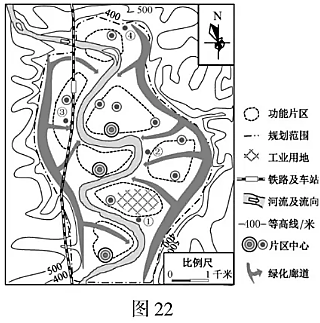 400
500
N
④
③
②
①
500
400
400
500
比例尺
0 1千米
功能片区
规划范围
工业用地
铁路及车站
河流及流向
—100—等高线/米
片区中心
绿化廊道
图 22